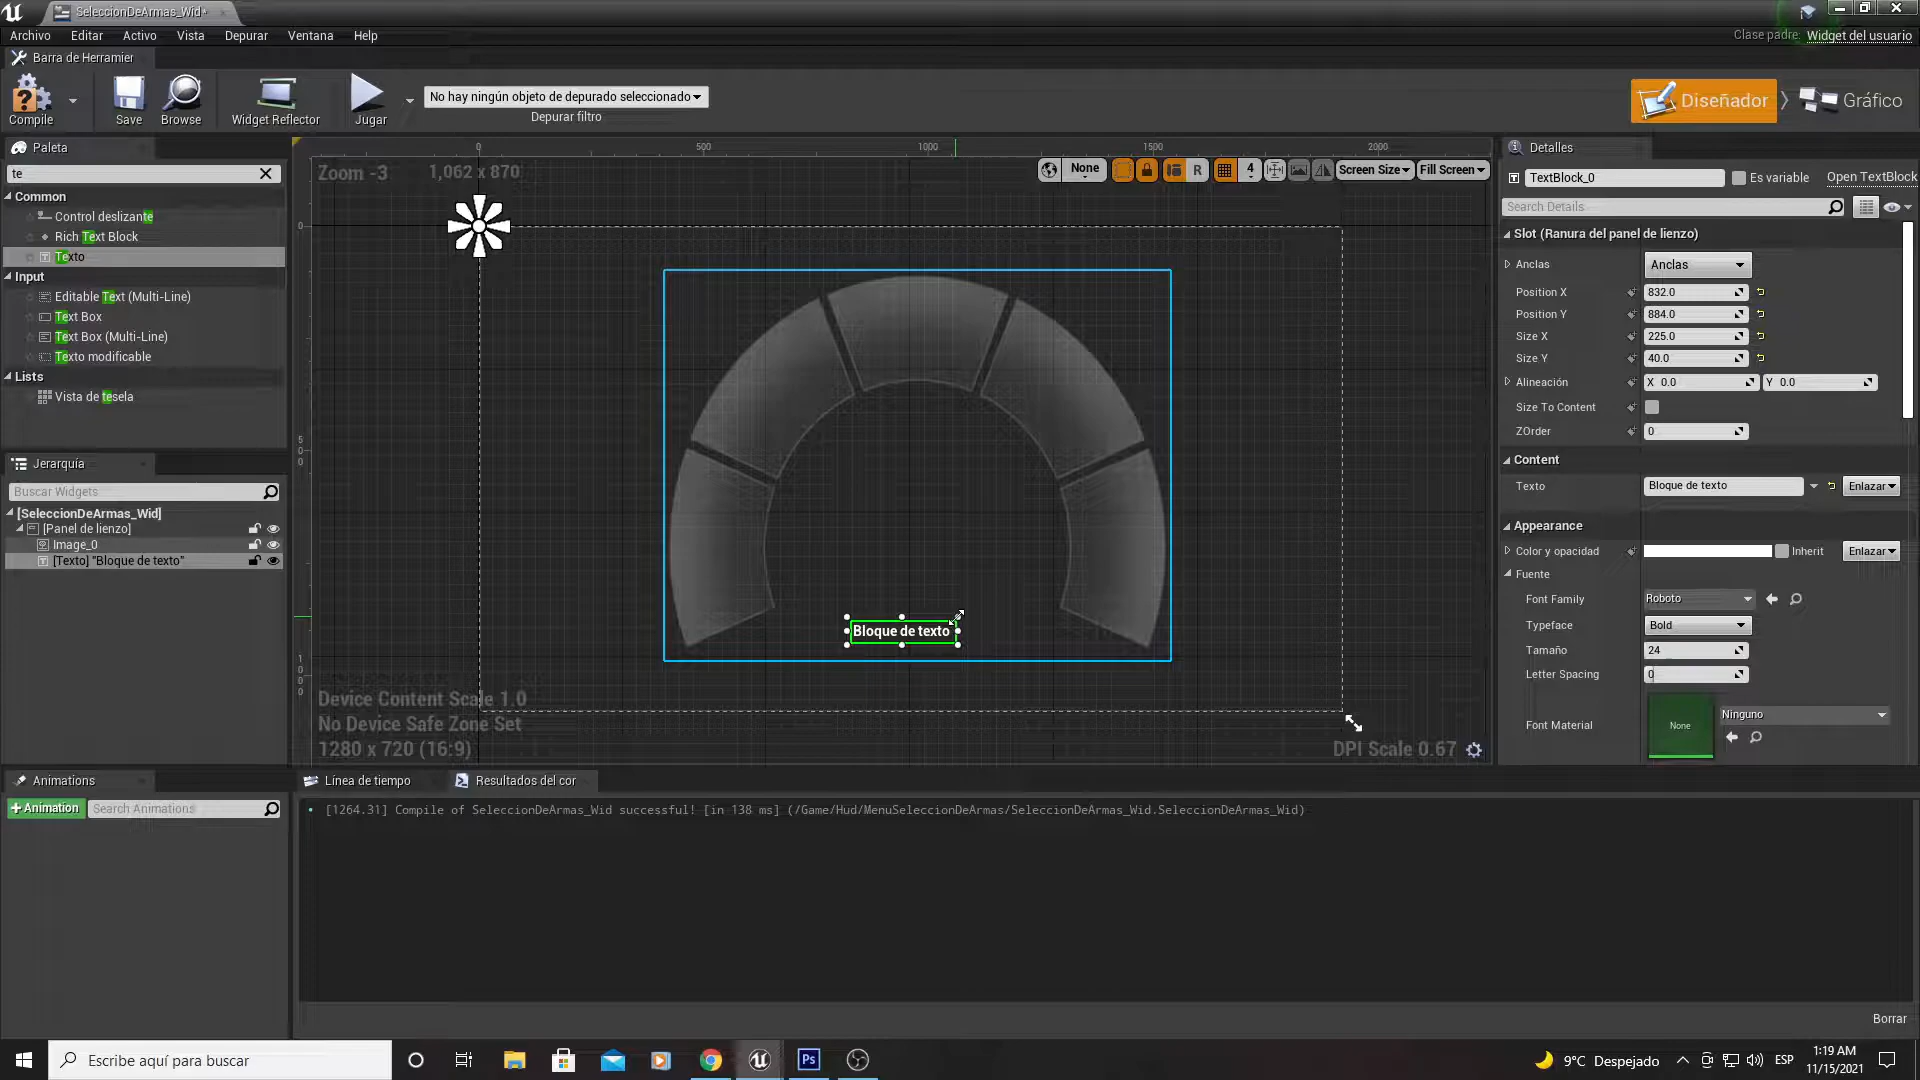 SeleccionDeArmas_Wid*
Archivo
Editar
Activo
Vista
Depurar
Ventana
Help
Clase padre: Widget del usuario
Barra de Herramier
Compile
Save
Browse
Widget Reflector
Jugar
No hay ningún objeto de depurado seleccionado
Depurar filtro
Diseñador
Gráfico
Paleta
te
Common
Control deslizante
Rich Text Block
Texto
Input
Editable Text (Multi-Line)
Text Box
Text Box (Multi-Line)
Texto modificable
Lists
Vista de tesela
Jerarquía
Buscar Widgets
[SeleccionDeArmas_Wid]
[Panel de lienzo]
Image_0
[Texto] "Bloque de texto"
Animations
+Animation
Search Animations
0
500
1000
1500
2000
Zoom -3
1,062 x 870
None
R
4
Screen Size
Fill Screen
0
500
1000
Bloque de texto
Device Content Scale 1.0
No Device Safe Zone Set
1280 x 720 (16:9)
DPI Scale 0.67
Detalles
TextBlock_0
Es variable
Open TextBlock
Search Details
Slot (Ranura del panel de lienzo)
Anclas
Anclas
Position X
832.0
Position Y
884.0
Size X
225.0
Size Y
40.0
Alineación
X 0.0
Y 0.0
Size To Content
ZOrder
0
Content
Texto
Bloque de texto
Enlazar
Appearance
Color y opacidad
Inherit
Enlazar
Fuente
Font Family
Roboto
Typeface
Bold
Tamaño
24
Letter Spacing
0
Font Material
None
Ninguno
Línea de tiempo
Resultados del cor
[1264.31] Compile of SeleccionDeArmas_Wid successful! [in 138 ms] (/Game/Hud/MenuSeleccionDeArmas/SeleccionDeArmas_Wid.SeleccionDeArmas_Wid)
Borrar
Escribe aquí para buscar
Ps
9°C Despejado
ESP
1:19 AM
11/15/2021